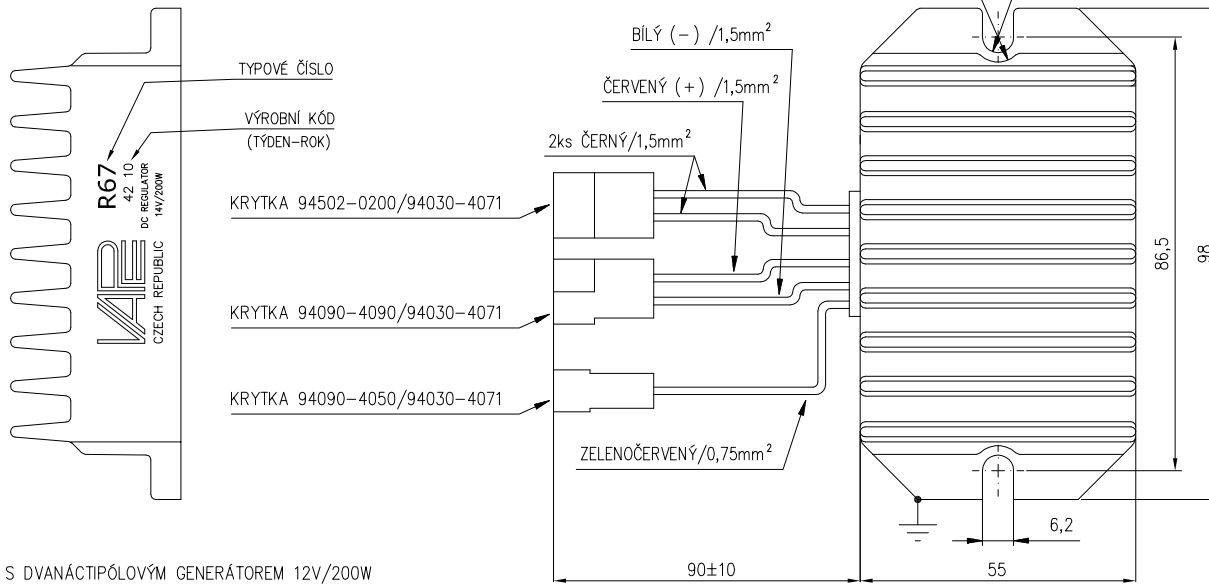 TYPOVÉ ČÍSLO
VÝROBNÍ KÓD
(TÝDEN-ROK)
R67
42 10
DC REGULATOR
14V/200W
VAPE
CZECH REPUBLIC
BÍLÝ (-) /1,5mm²
ČERVENÝ (+) /1,5mm²
2ks ČERNÝ/1,5mm²
KRYTKA 94502-0200/94030-4071
KRYTKA 94090-4090/94030-4071
KRYTKA 94090-4050/94030-4071
ZELENOČERVENÝ/0,75mm²
86,5
98
6,2
90±10
55
S DVANÁCTIPÓLOVÝM GENERÁTOREM 12V/200W